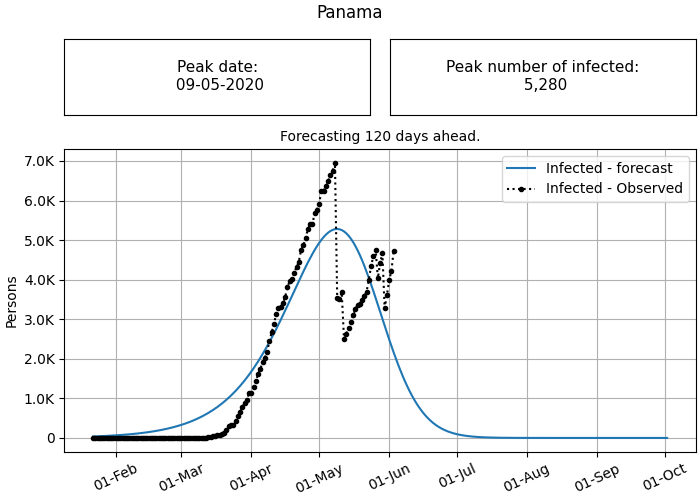 Panama
Peak date:
09-05-2020
Peak number of infected:
5,280
Forecasting 120 days ahead.
Infected - forecast
Infected - Observed
Persons
7.0K
6.0K
5.0K
4.0K
3.0K
2.0K
1.0K
0
01-Feb
01-Mar
01-Apr
01-May
01-Jun
01-Jul
01-Aug
01-Sep
01-Oct